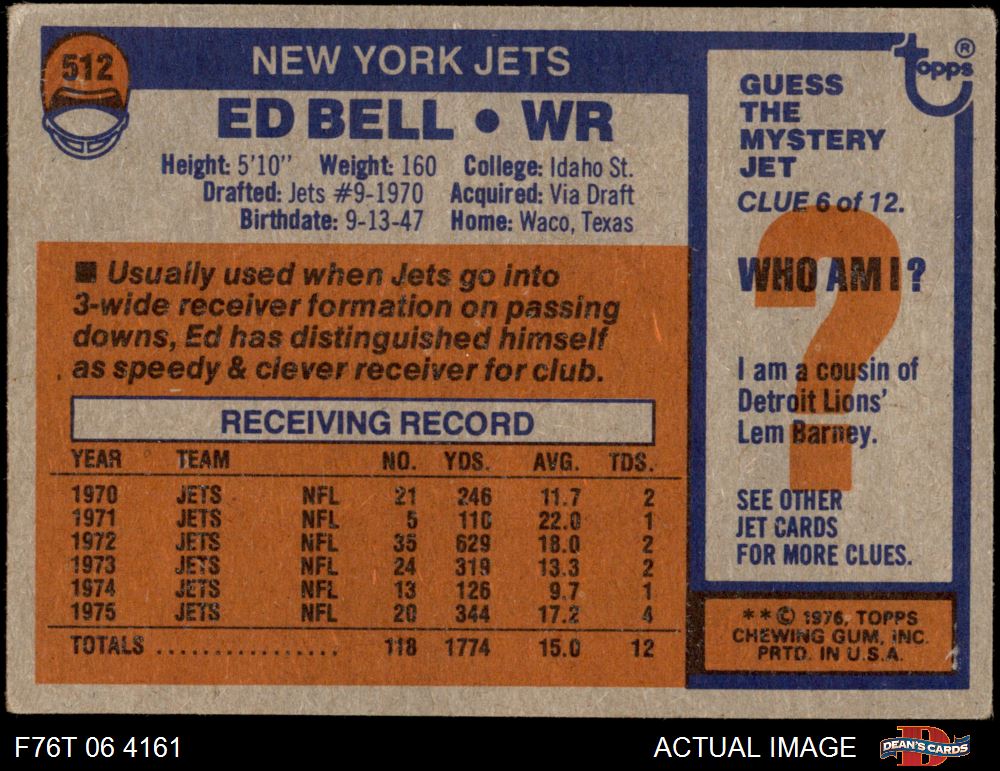 512
NEW YORK JETS
ED BELL • WR
Height: 5'10" Weight: 160 College: Idaho St.
Drafted: Jets #9-1970 Acquired: Via Draft
Birthdate: 9-13-47 Home: Waco, Texas
■ Usually used when Jets go into
3-wide receiver formation on passing
downs, Ed has distinguished himself
as speedy & clever receiver for club.
RECEIVING RECORD
YEAR TEAM NO. YDS. AVG. TDS.
1970 JETS NFL 21 246 11.7 2
1971 JETS NFL 5 110 22.0 1
1972 JETS NFL 35 629 18.0 2
1973 JETS NFL 24 319 13.3 2
1974 JETS NFL 13 126 9.7 1
1975 JETS NFL 20 344 17.2 4
TOTALS ................ 118 1774 15.0 12
topps ®
GUESS
THE
MYSTERY
JET
CLUE 6 of 12.
?
WHO AM I ?
I am a cousin of
Detroit Lions'
Lem Barney.
SEE OTHER
JET CARDS
FOR MORE CLUES.
** © 1976, TOPPS
CHEWING GUM, INC.
PRTD. IN U.S.A.
F76T 06 4161
ACTUAL IMAGE
D
DEAN'S CARDS